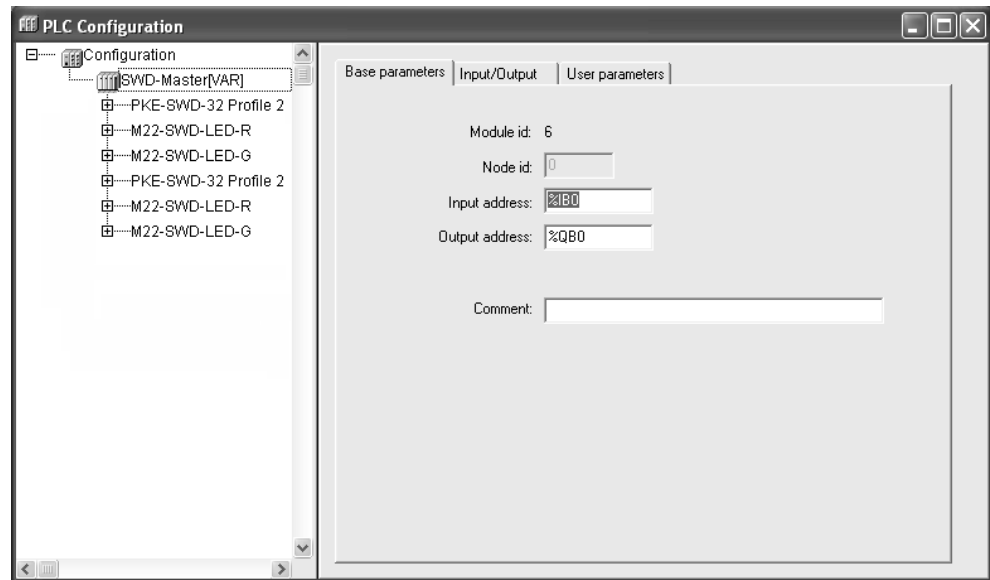 PLC Configuration
Configuration
SWD-Master[VAR]
PKE-SWD-32 Profile 2
M22-SWD-LED-R
M22-SWD-LED-G
PKE-SWD-32 Profile 2
M22-SWD-LED-R
M22-SWD-LED-G
Base parameters Input/Output User parameters
Module id: 6
Node id: 0
Input address: %IB0
Output address: %QB0
Comment: